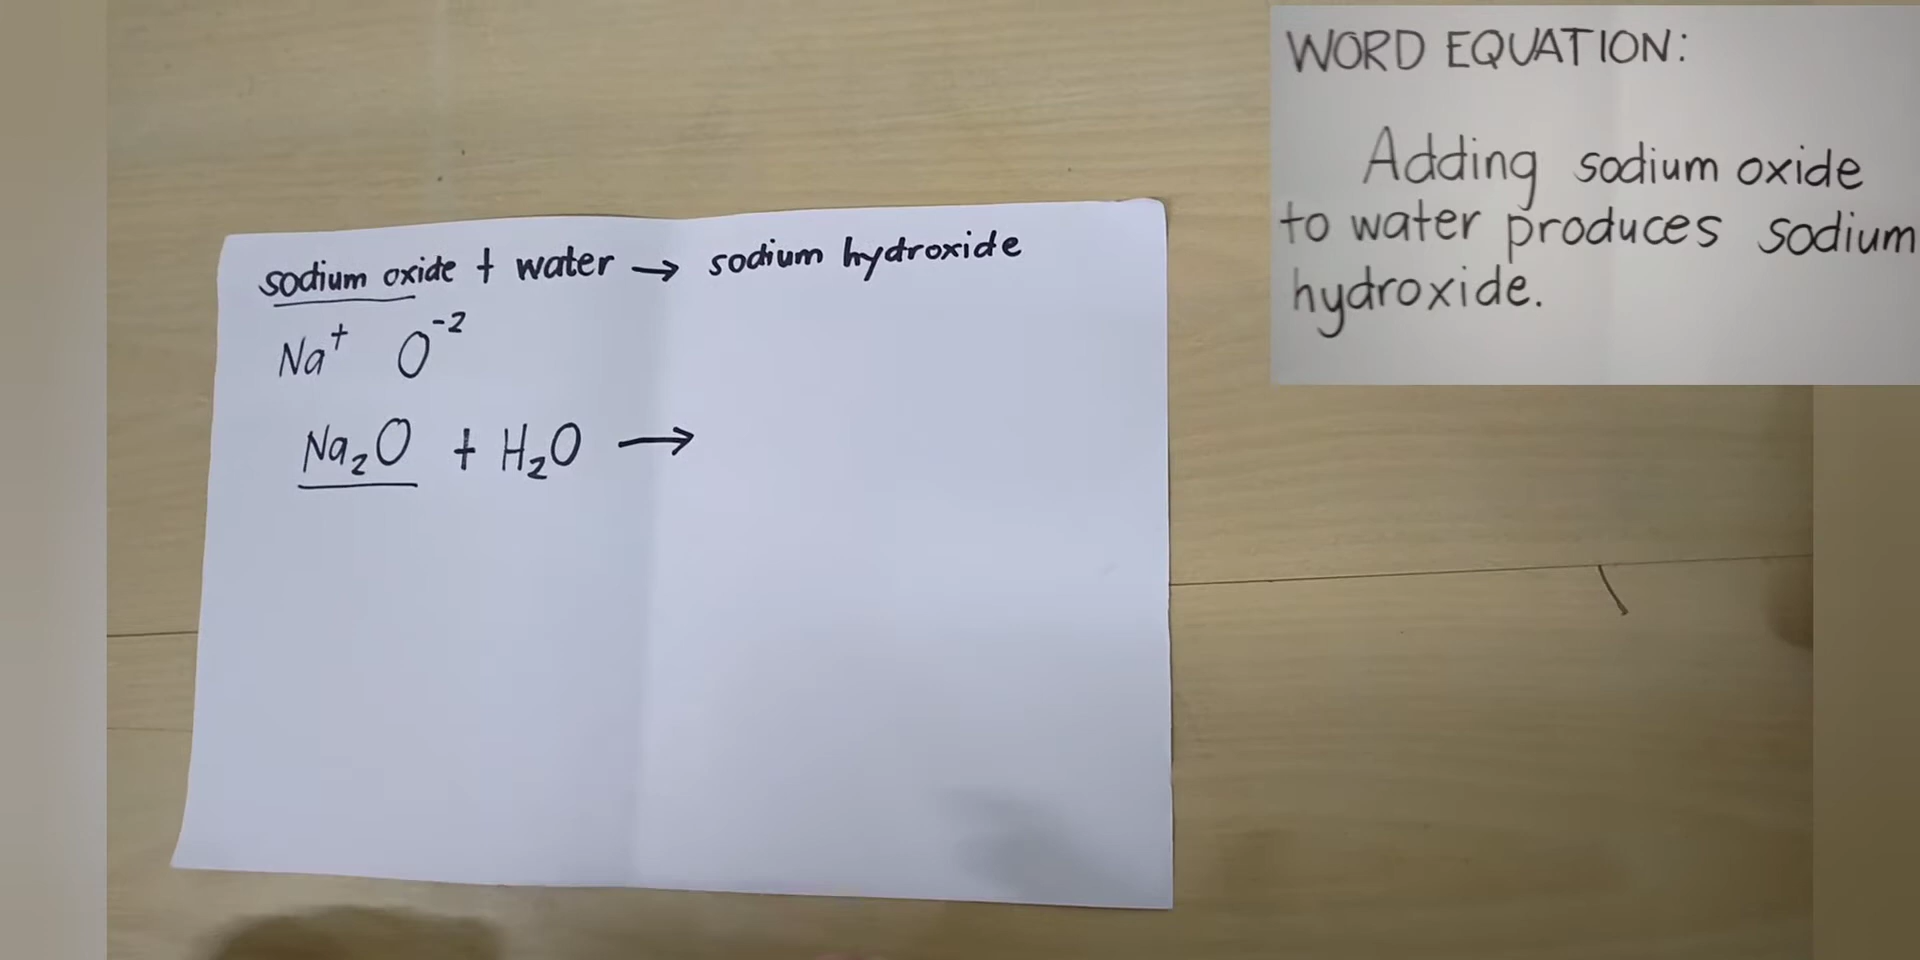 sodium oxide + water → sodium hydroxide
Na⁺ O⁻²
Na₂O + H₂O →
WORD EQUATION:
Adding sodium oxide
to water produces sodium
hydroxide.